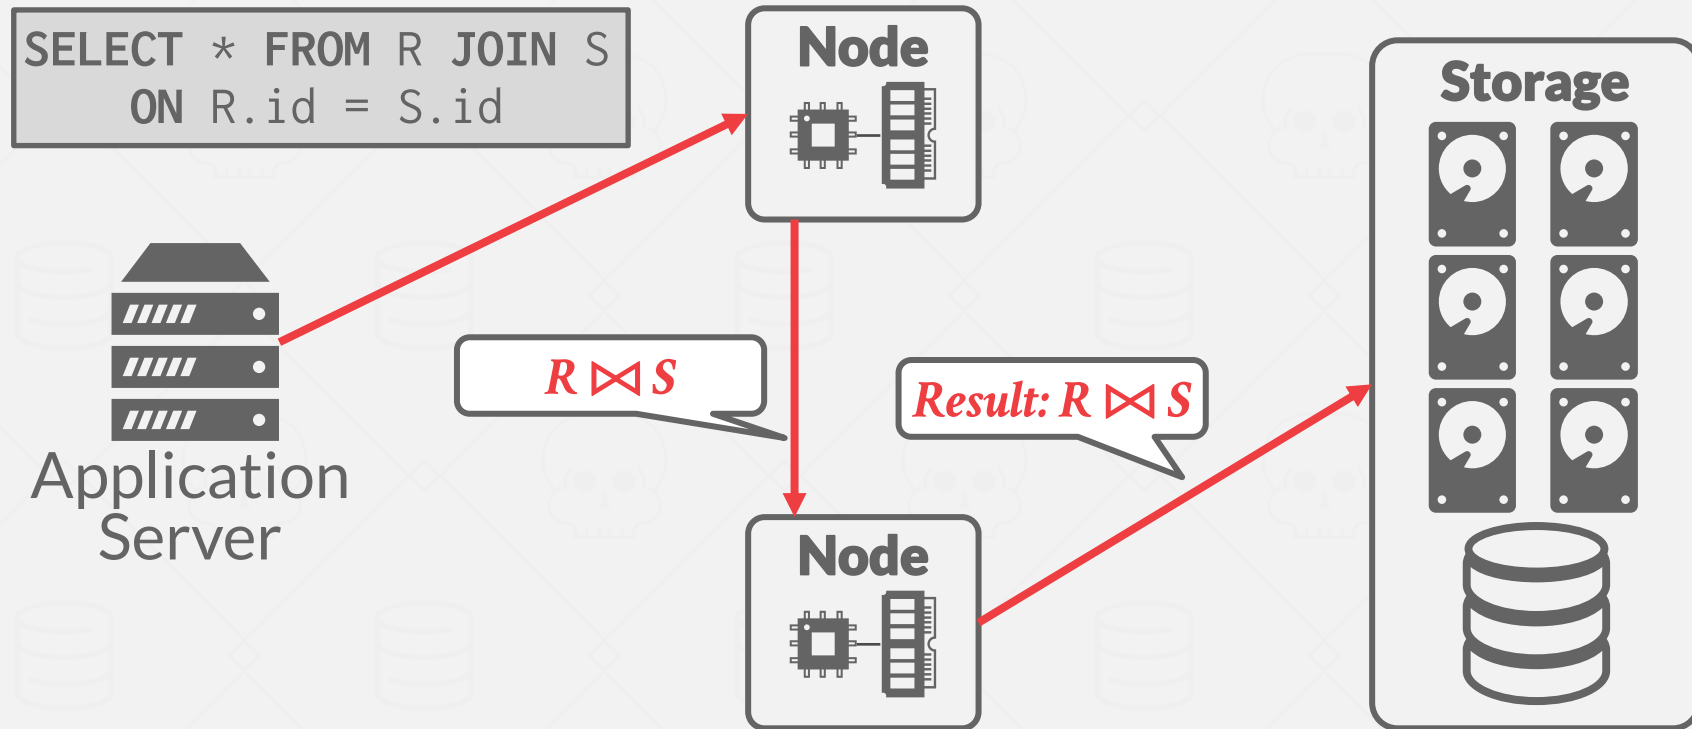 SELECT * FROM R JOIN S
ON R.id = S.id
Node
Storage
R ⋈ S
Result: R ⋈ S
Application
Server
Node